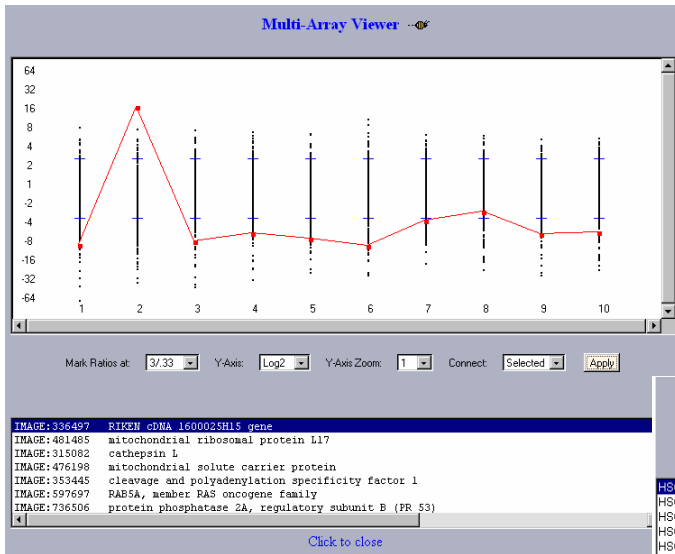 Multi-Array Viewer
64
32
16
8
4
2
1
-2
-4
-8
-16
-32
-64
1 2 3 4 5 6 7 8 9 10
Mark Ratios at: 3/.33 Y-Axis: Log2 Y-Axis Zoom: 1 Connect: Selected Apply
IMAGE:336497 RIKEN cDNA 1600025H15 gene
IMAGE:481485 mitochondrial ribosomal protein L17
IMAGE:315082 cathepsin L
IMAGE:476198 mitochondrial solute carrier protein
IMAGE:353445 cleavage and polyadenylation specificity factor 1
IMAGE:597697 RAB5A, member RAS oncogene family
IMAGE:736506 protein phosphatase 2A, regulatory subunit B (PR 53)
Click to close